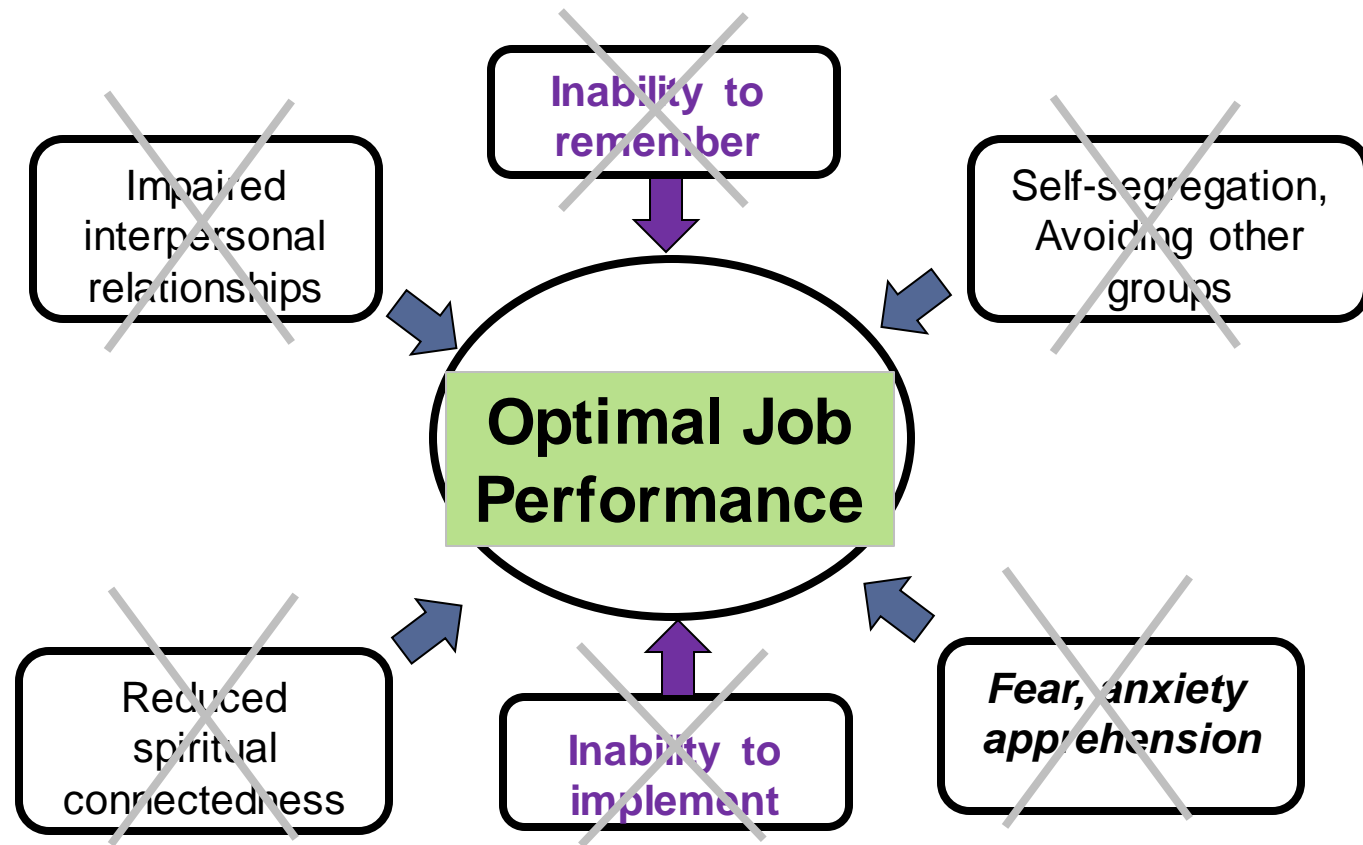 Inability to
remember
Impaired
interpersonal
relationships
Self-segregation,
Avoiding other
groups
Optimal Job
Performance
Reduced
spiritual
connectedness
Inability to
implement
Fear, anxiety
apprehension